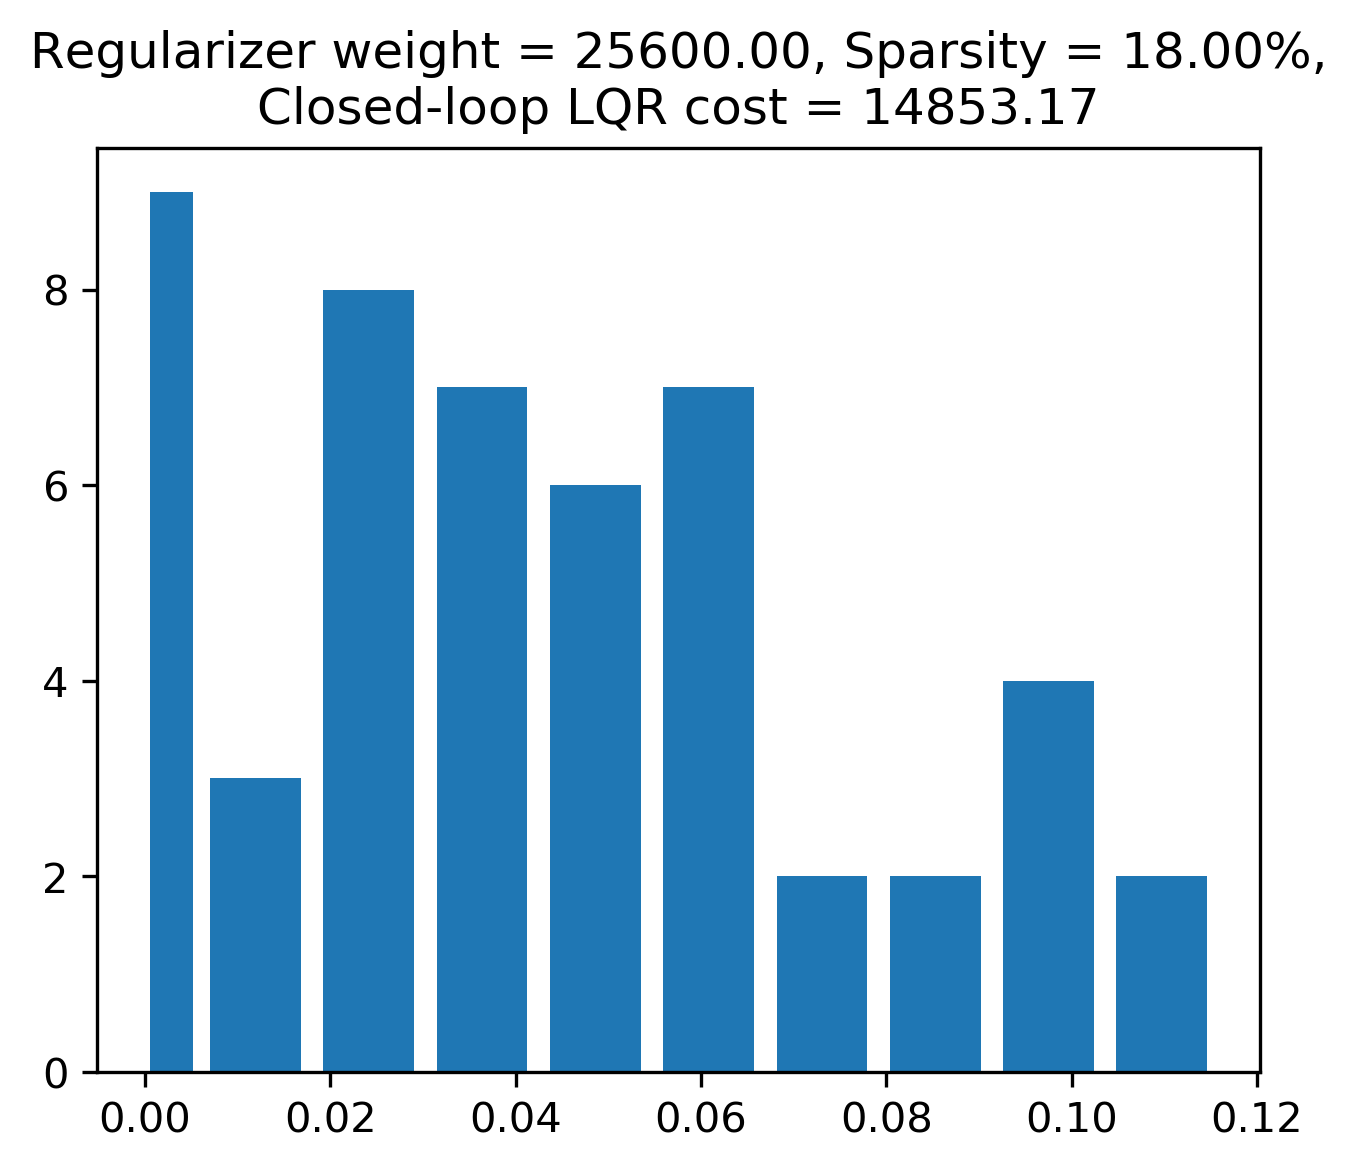 Regularizer weight = 25600.00, Sparsity = 18.00%,
Closed-loop LQR cost = 14853.17
8
6
4
2
0
0.00 0.02 0.04 0.06 0.08 0.10 0.12